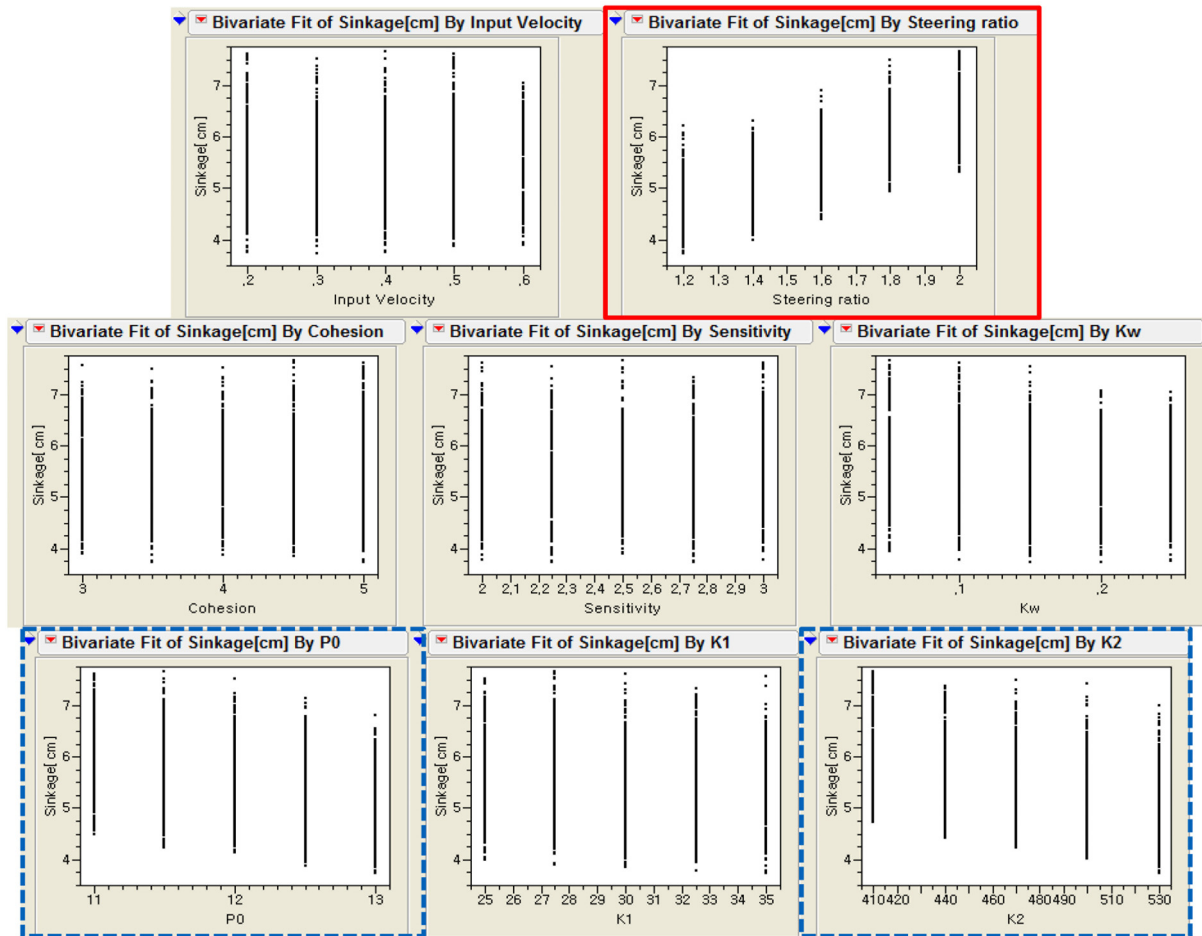 Bivariate Fit of Sinkage[cm] By Input Velocity
Sinkage[cm]
7
6
5
4
,2 ,3 ,4 ,5 ,6
Input Velocity
Bivariate Fit of Sinkage[cm] By Steering ratio
Sinkage[cm]
7
6
5
4
1,2 1,3 1,4 1,5 1,6 1,7 1,8 1,9 2
Steering ratio
Bivariate Fit of Sinkage[cm] By Cohesion
Sinkage[cm]
7
6
5
4
3 4 5
Cohesion
Bivariate Fit of Sinkage[cm] By Sensitivity
Sinkage[cm]
7
6
5
4
2 2,1 2,2 2,3 2,4 2,5 2,6 2,7 2,8 2,9 3
Sensitivity
Bivariate Fit of Sinkage[cm] By Kw
Sinkage[cm]
7
6
5
4
,1 ,2
Kw
Bivariate Fit of Sinkage[cm] By P0
Sinkage[cm]
7
6
5
4
11 12 13
P0
Bivariate Fit of Sinkage[cm] By K1
Sinkage[cm]
7
6
5
4
25 26 27 28 29 30 31 32 33 34 35
K1
Bivariate Fit of Sinkage[cm] By K2
Sinkage[cm]
7
6
5
4
410 420 440 460 480 490 510 530
K2